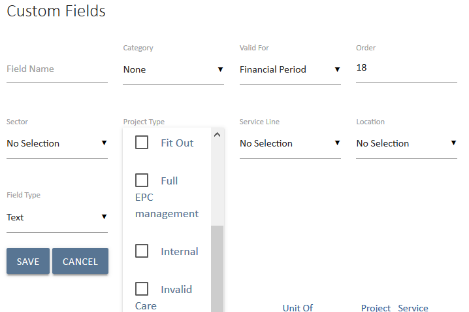 Custom Fields
Category
Valid For
Order
Field Name
None
Financial Period
18
Sector
Project Type
Service Line
Location
No Selection
No Selection
No Selection
Fit Out
Full
EPC
management
Internal
Invalid
Care
Field Type
Text
SAVE
CANCEL
Unit Of
Project Service